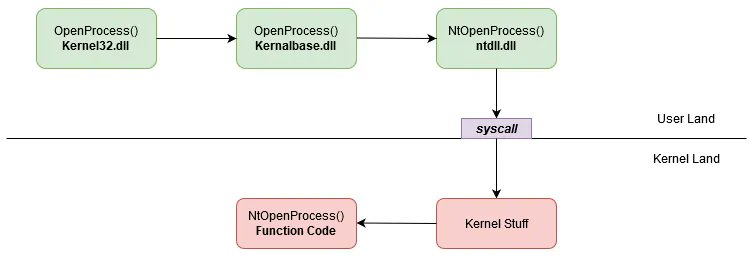 OpenProcess()
Kernel32.dll
OpenProcess()
Kernalbase.dll
NtOpenProcess()
ntdll.dll
syscall
User Land
Kernel Land
NtOpenProcess()
Function Code
Kernel Stuff